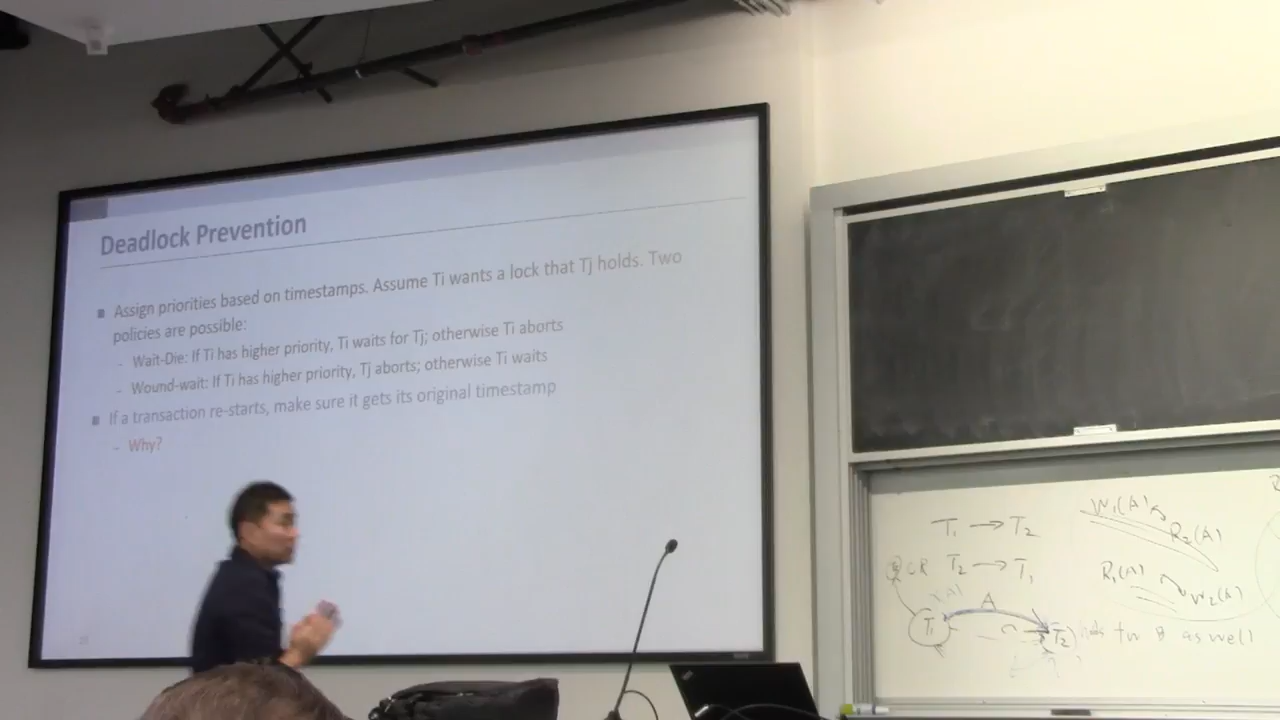 Deadlock Prevention
Assign priorities based on timestamps. Assume Ti wants a lock that Tj holds. Two
policies are possible:
- Wait-Die: If Ti has higher priority, Ti waits for Tj; otherwise Ti aborts
- Wound-wait: If Ti has higher priority, Tj aborts; otherwise Ti waits
If a transaction re-starts, make sure it gets its original timestamp
- Why?
T1 → T2
T2 → T1
A
T1
T2
as well
W1(A)
R2(A)
R1(A)
W2(A)